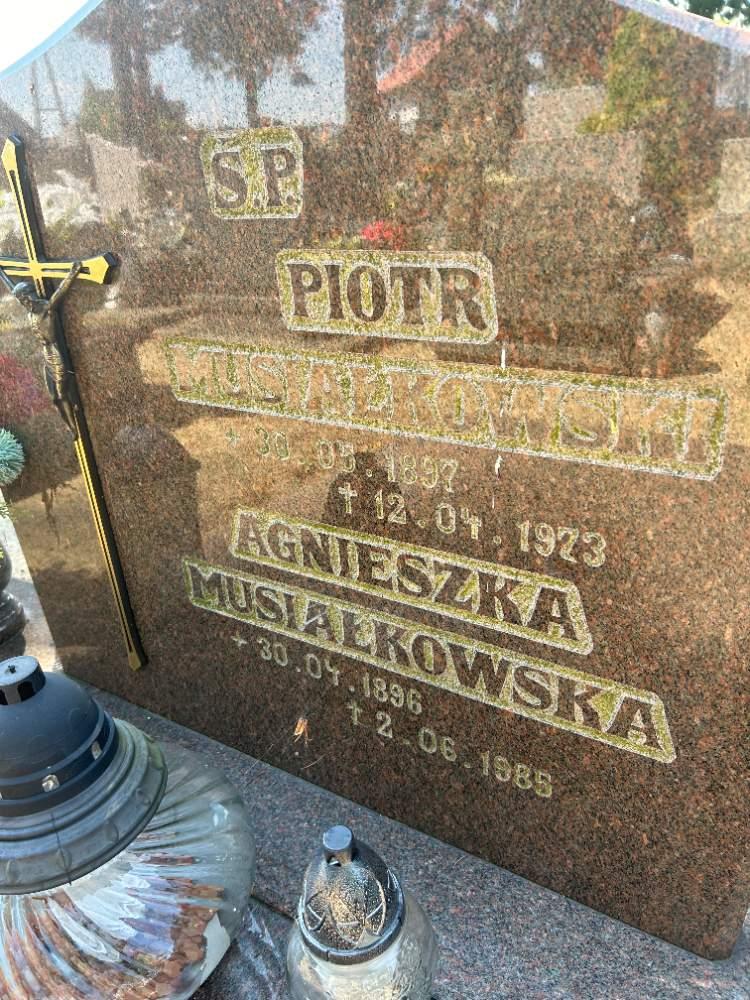 S.P.
PIOTR
MUSIAŁKOWSKI
+ 30.05.1897
† 12.04.1973
AGNIESZKA
MUSIAŁKOWSKA
+ 30.04.1896
† 2.06.1985